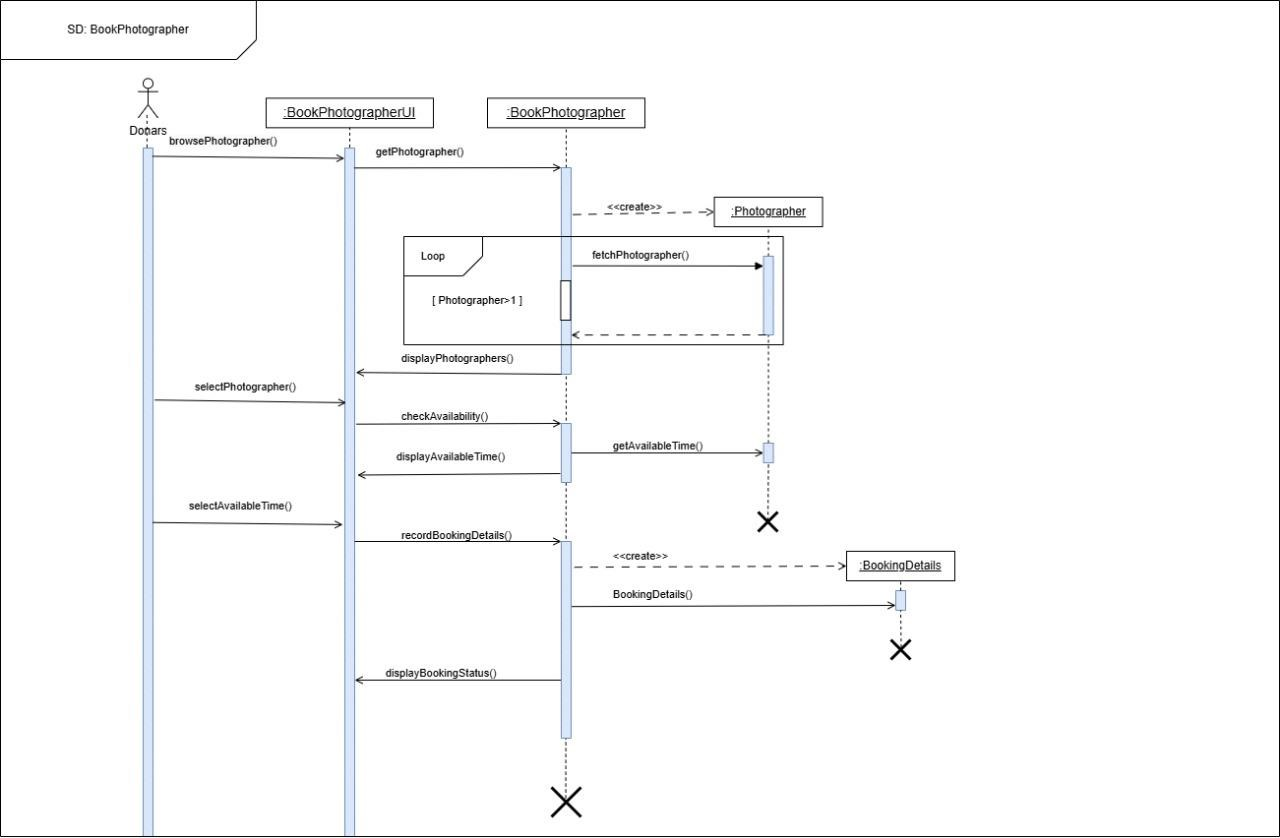 SD: BookPhotographer
Donars
:BookPhotographerUI
:BookPhotographer
browsePhotographer()
getPhotographer()
<<create>>
:Photographer
Loop
fetchPhotographer()
[ Photographer>1 ]
displayPhotographers()
selectPhotographer()
checkAvailability()
getAvailableTime()
displayAvailableTime()
selectAvailableTime()
recordBookingDetails()
<<create>>
:BookingDetails
BookingDetails()
displayBookingStatus()